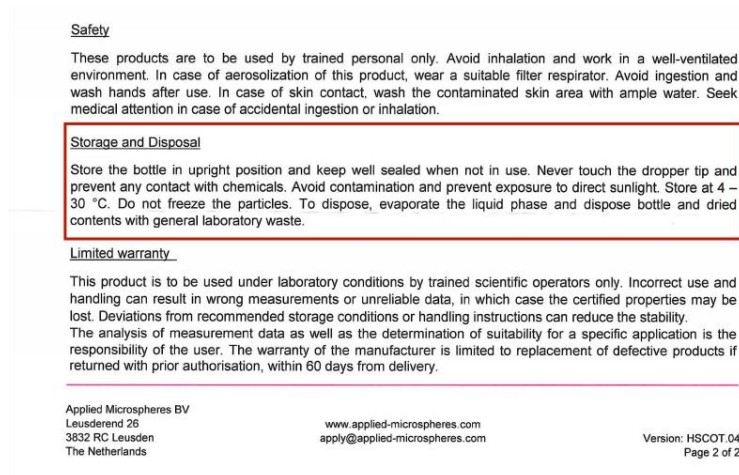 Safety
These products are to be used by trained personal only. Avoid inhalation and work in a well-ventilated
environment. In case of aerosolization of this product, wear a suitable filter respirator. Avoid ingestion and
wash hands after use. In case of skin contact, wash the contaminated skin area with ample water. Seek
medical attention in case of accidental ingestion or inhalation.
Storage and Disposal
Store the bottle in upright position and keep well sealed when not in use. Never touch the dropper tip and
prevent any contact with chemicals. Avoid contamination and prevent exposure to direct sunlight. Store at 4 –
30 °C. Do not freeze the particles. To dispose, evaporate the liquid phase and dispose bottle and dried
contents with general laboratory waste.
Limited warranty
This product is to be used under laboratory conditions by trained scientific operators only. Incorrect use and
handling can result in wrong measurements or unreliable data, in which case the certified properties may be
lost. Deviations from recommended storage conditions or handling instructions can reduce the stability.
The analysis of measurement data as well as the determination of suitability for a specific application is the
responsibility of the user. The warranty of the manufacturer is limited to replacement of defective products if
returned with prior authorisation, within 60 days from delivery.
Applied Microspheres BV
Leusderend 26
3832 RC Leusden
The Netherlands
www.applied-microspheres.com
apply@applied-microspheres.com
Version: HSCOT.04
Page 2 of 2